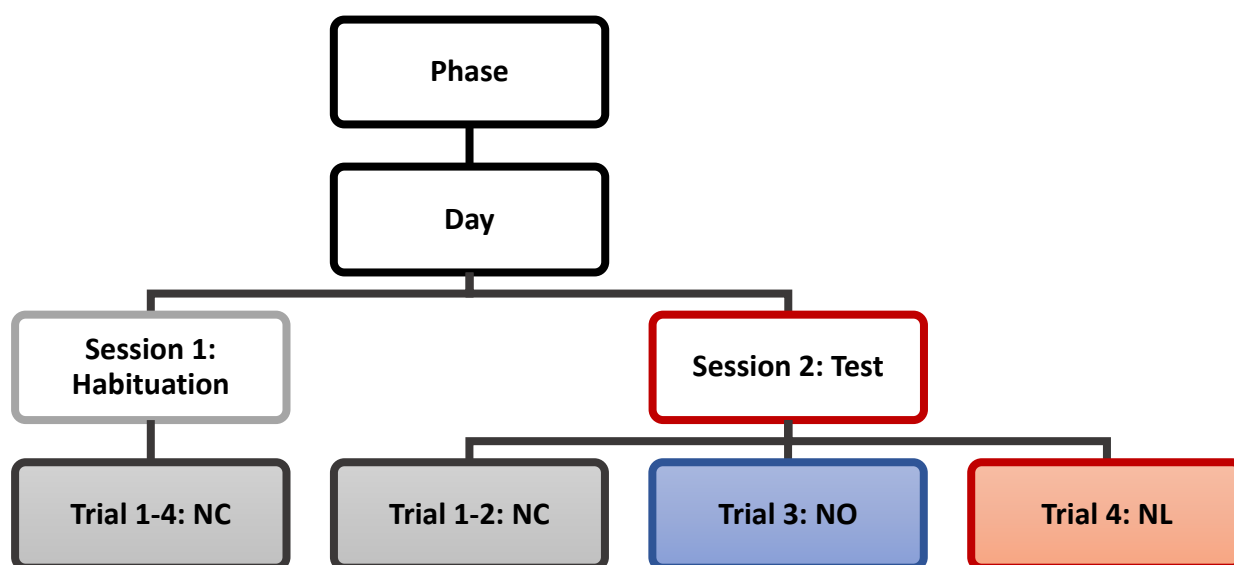 Phase
Day
Session 1:
Habituation
Session 2: Test
Trial 1-4: NC
Trial 1-2: NC
Trial 3: NO
Trial 4: NL